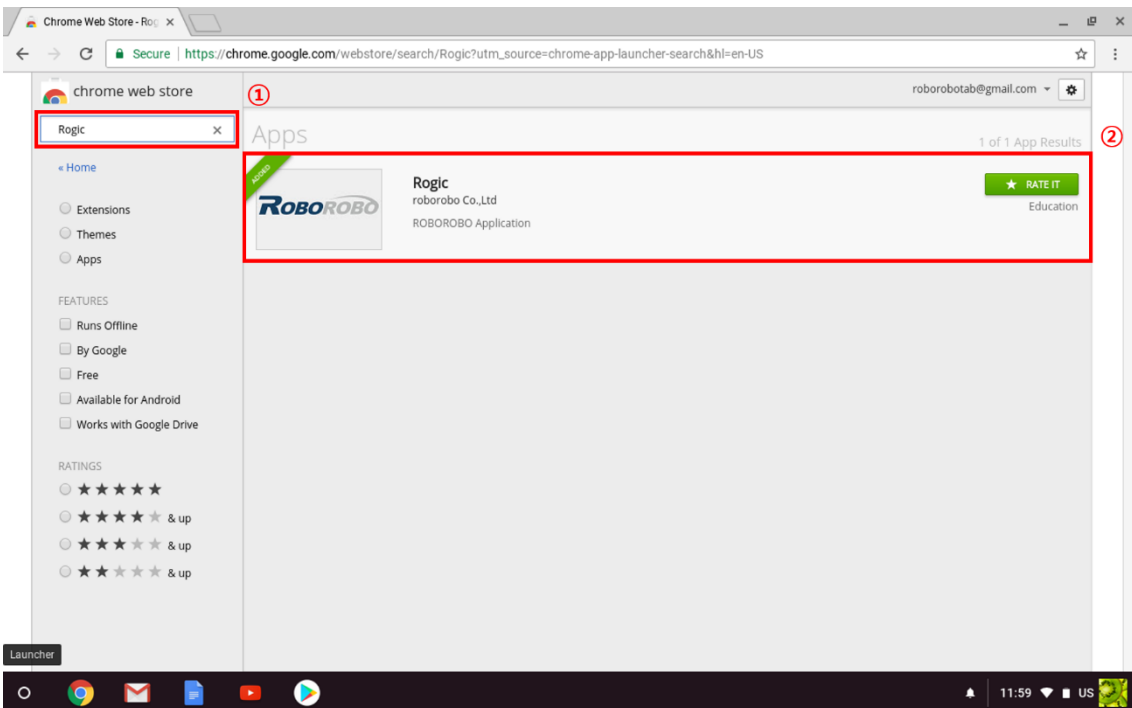 Chrome Web Store - Rog
Secure | https://chrome.google.com/webstore/search/Rogic?utm_source=chrome-app-launcher-search&hl=en-US
chrome web store
①
roborobotab@gmail.com
Rogic
Apps
1 of 1 App Results
②
« Home
ADDED
ROBOROBO
Rogic
roborobo Co.,Ltd
ROBOROBO Application
RATE IT
Education
Extensions
Themes
Apps
FEATURES
Runs Offline
By Google
Free
Available for Android
Works with Google Drive
RATINGS
& up
& up
& up
Launcher
11:59
US